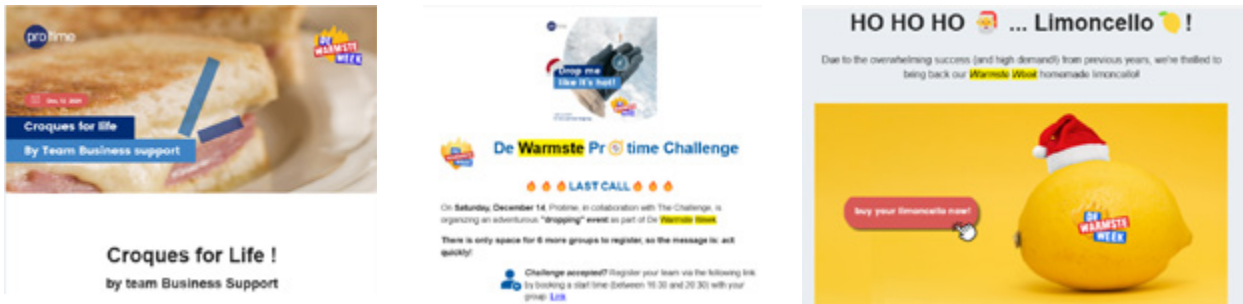 protime
DE
WARMSTE
WEEK
Croques for life
By Team Business support
Croques for Life !
by team Business Support
Drop me
like it's hot!
De Warmste Pr time Challenge
LAST CALL
On Saturday, December 14, Protime, in collaboration with The Challenge, is
organizing an adventurous "dropping" event as part of De Warmste Week.
There is only space for 6 more groups to register, so the message is: act
quickly!
Challenge accepted? Register your team via the following link
by booking a start time (between 16:30 and 20:30) with your
group: Link
HO HO HO 🎅 ... Limoncello 🍋 !
Due to the overwhelming success (and high demand!) from previous years, we're thrilled to
bring back our Warmste Week homemade limoncello!
buy your limoncello now!
DE
WARMSTE
WEEK